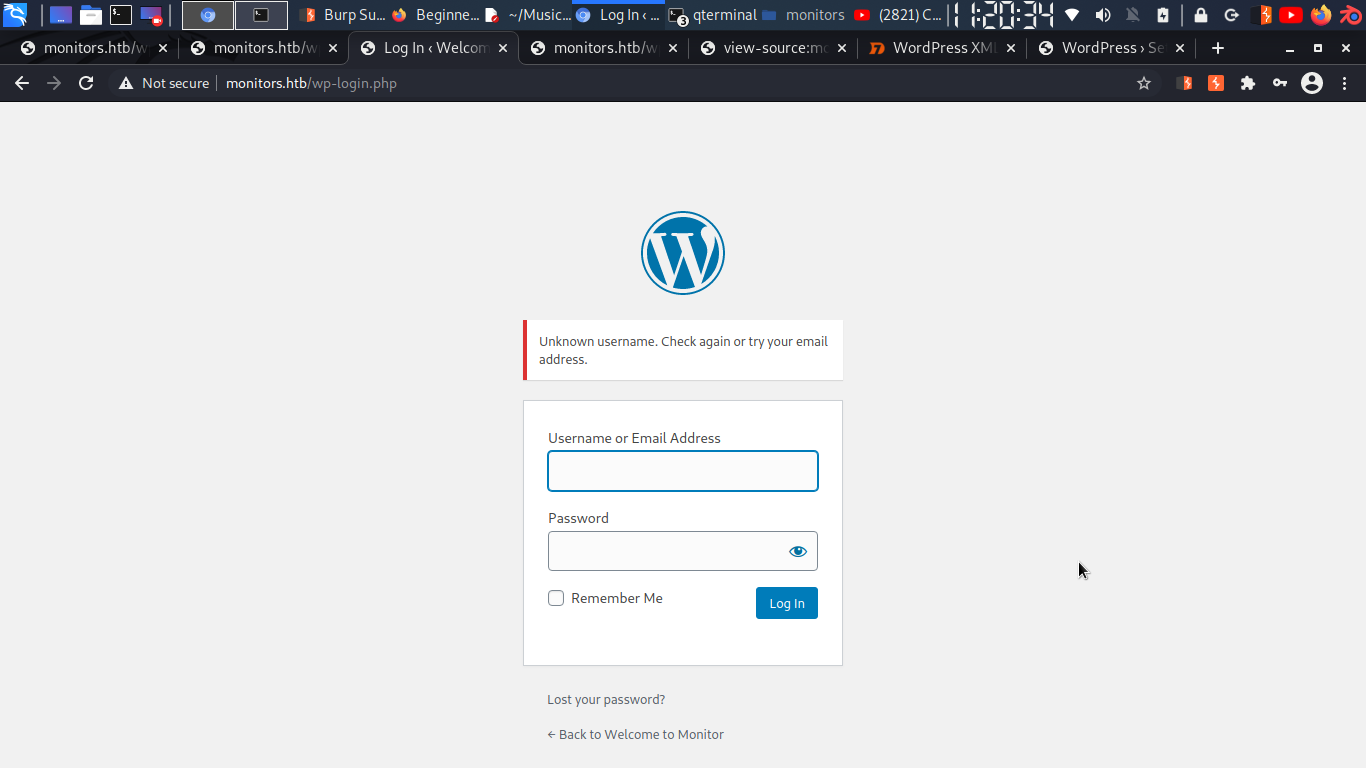 Burp Su... Beginne... ~/Music... Log In ‹ ... 3 qterminal monitors (2821) C... 1:20:34
monitors.htb/w monitors.htb/w Log In ‹ Welcom monitors.htb/w view-source:mo WordPress XML WordPress › Se
Not secure monitors.htb/wp-login.php
Unknown username. Check again or try your email
address.
Username or Email Address
Password
Remember Me Log In
Lost your password?
← Back to Welcome to Monitor